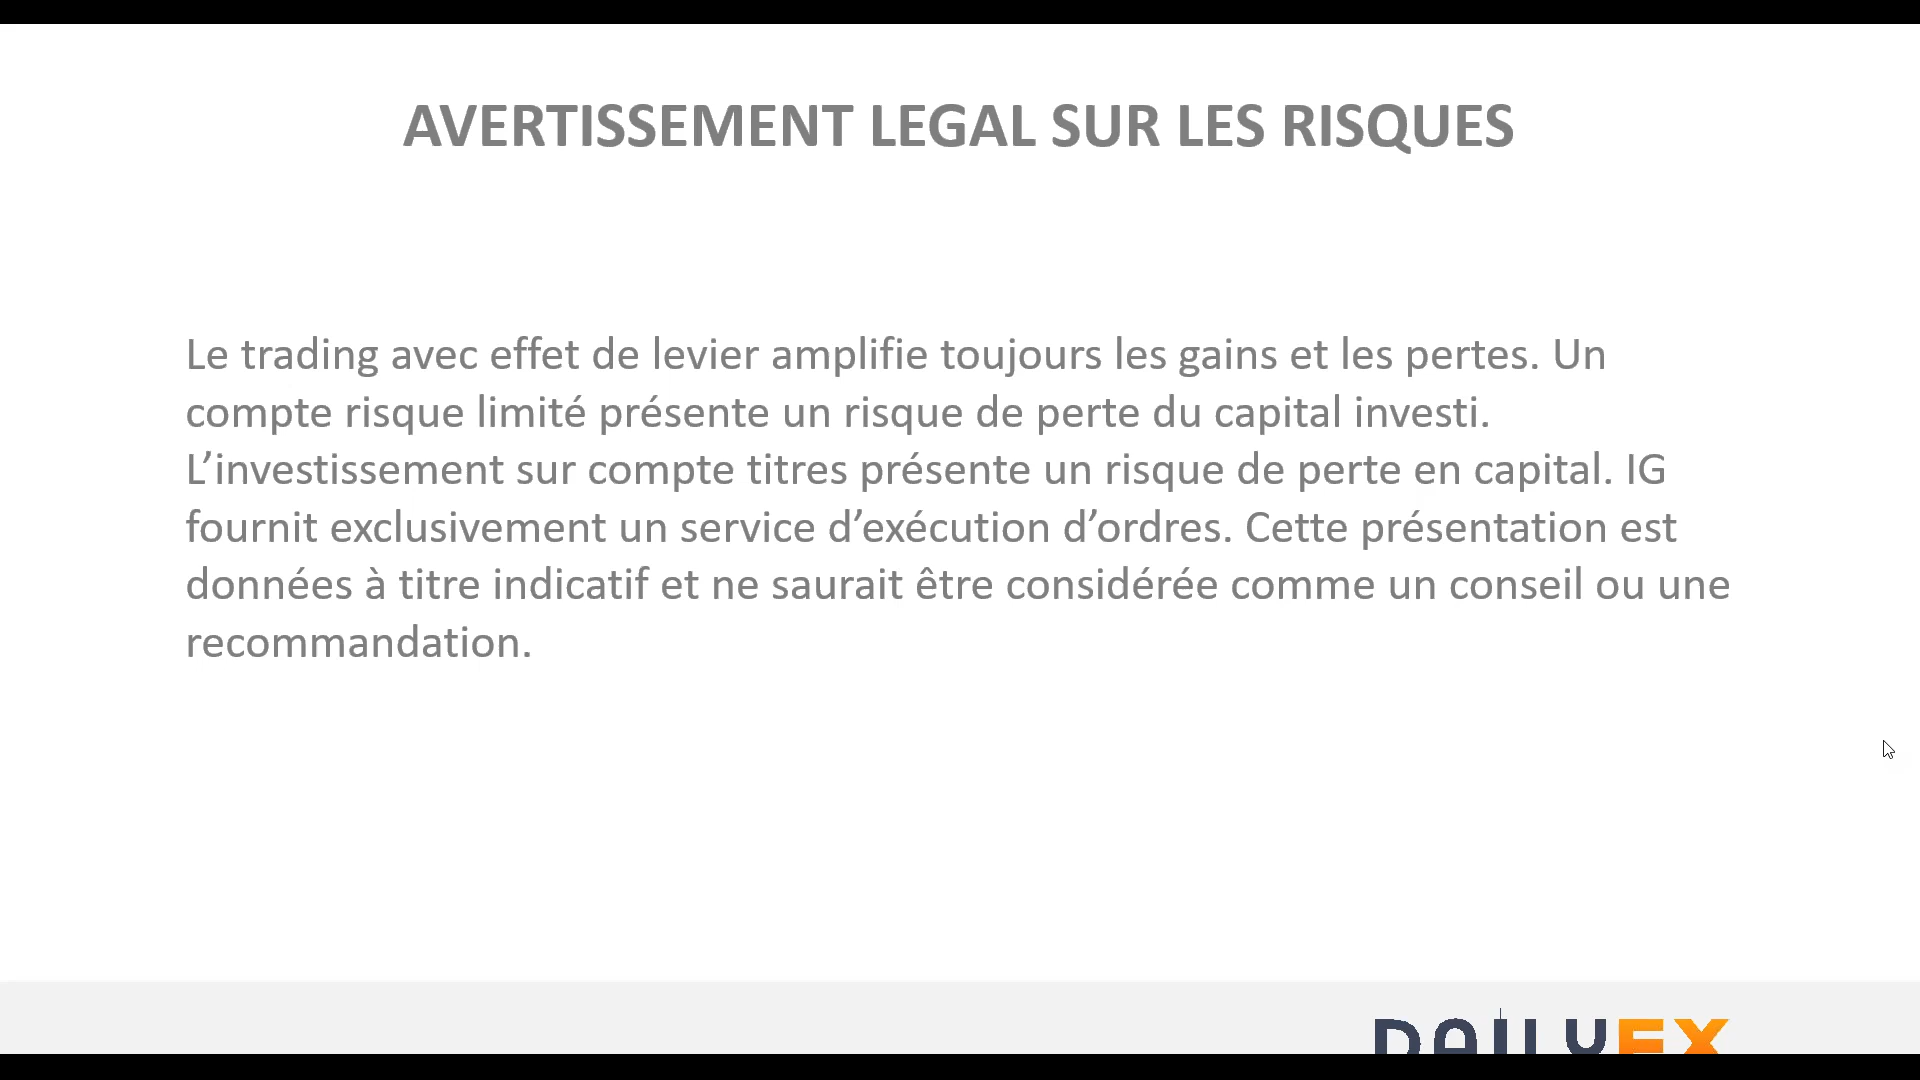 AVERTISSEMENT LEGAL SUR LES RISQUES
Le trading avec effet de levier amplifie toujours les gains et les pertes. Un
compte risque limité présente un risque de perte du capital investi.
L’investissement sur compte titres présente un risque de perte en capital. IG
fournit exclusivement un service d’exécution d’ordres. Cette présentation est
données à titre indicatif et ne saurait être considérée comme un conseil ou une
recommandation.
DAILYFX